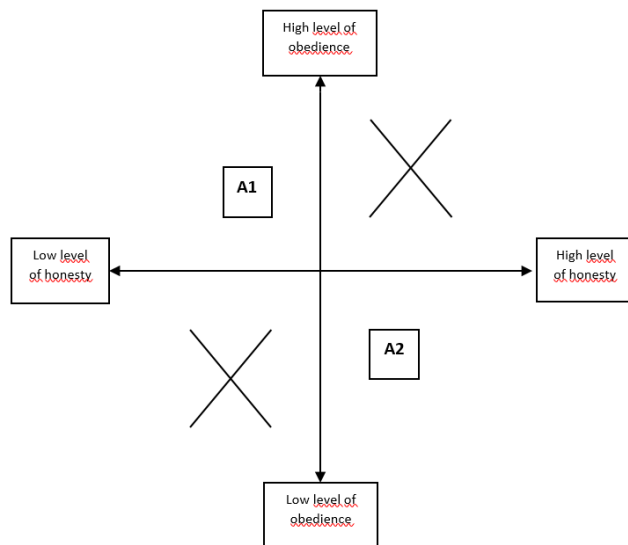 High level of
obedience
A1
Low level
of honesty
High level
of honesty
A2
Low level of
obedience